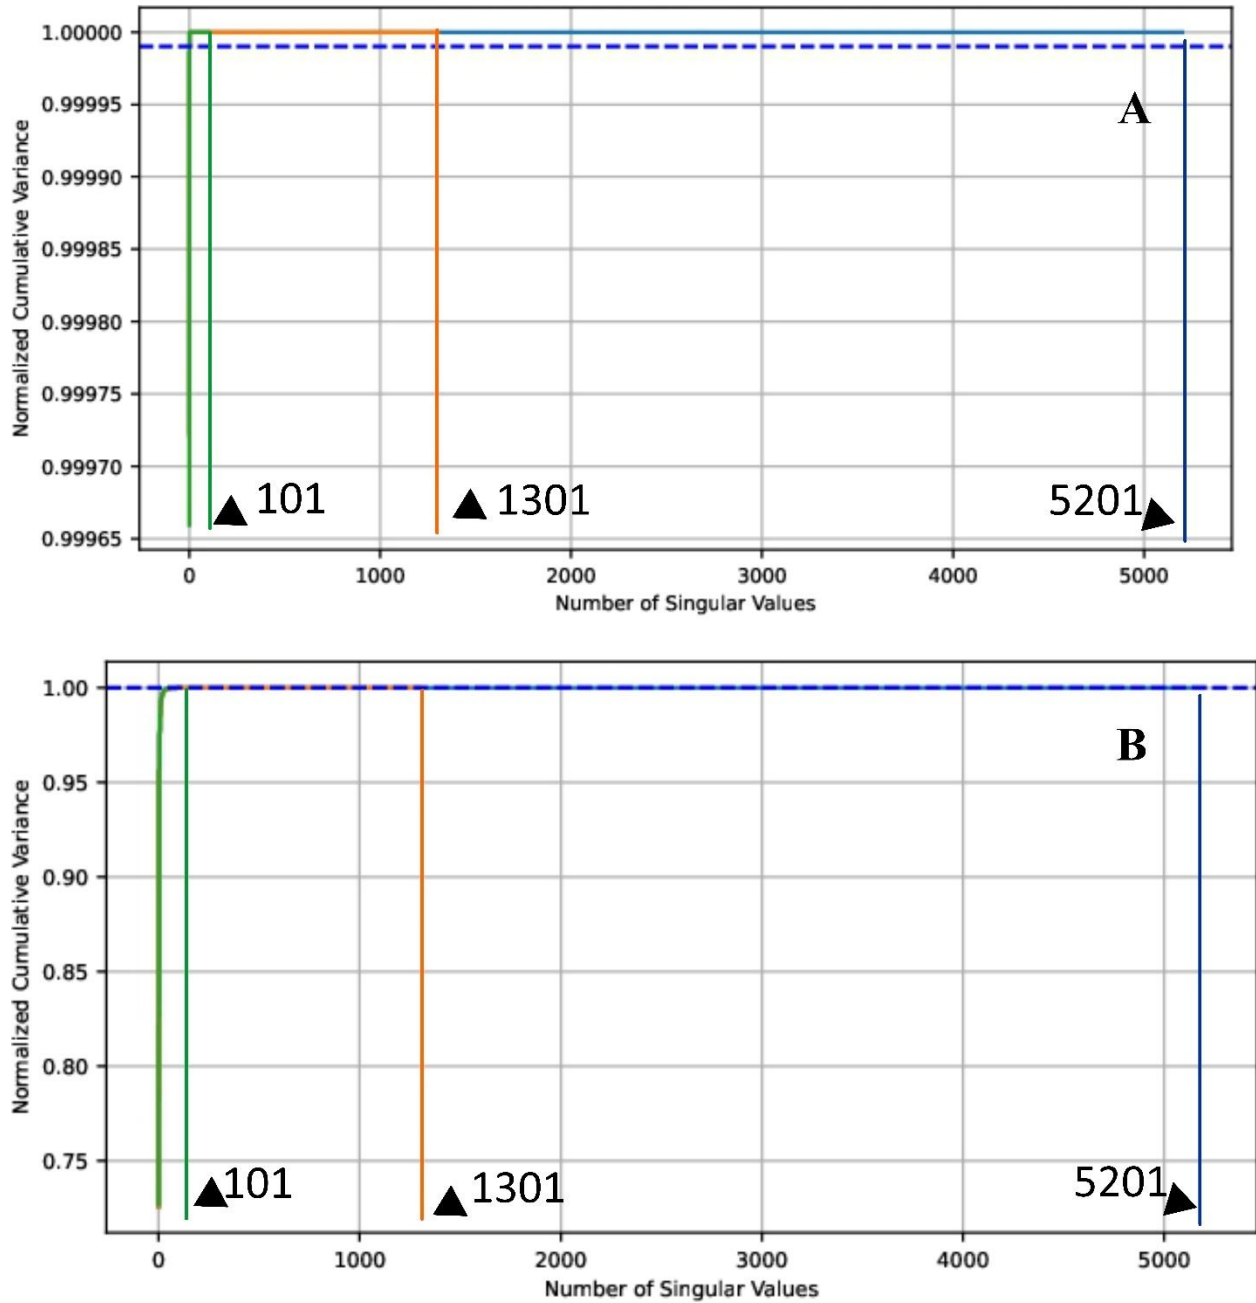 1.00000
0.99995
0.99990
0.99985
0.99980
0.99975
0.99970
0.99965
Normalized Cumulative Variance
A
101
1301
5201
0 1000 2000 3000 4000 5000
Number of Singular Values
1.00
0.95
0.90
0.85
0.80
0.75
Normalized Cumulative Variance
B
101
1301
5201
0 1000 2000 3000 4000 5000
Number of Singular Values